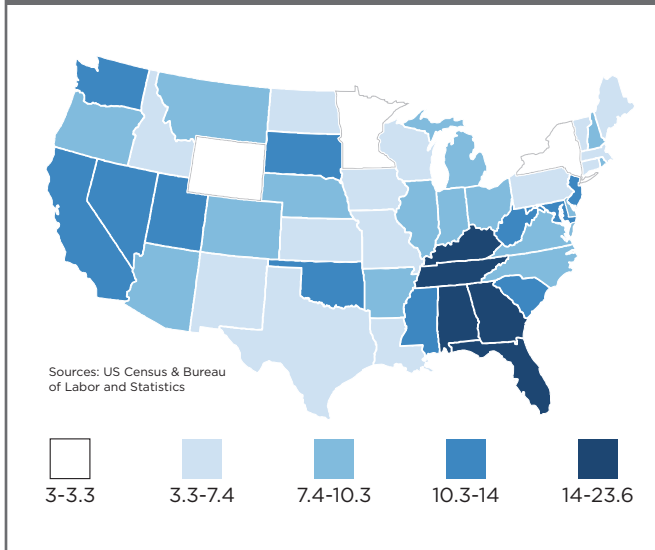 Sources: US Census & Bureau
of Labor and Statistics
3-3.3
3.3-7.4
7.4-10.3
10.3-14
14-23.6